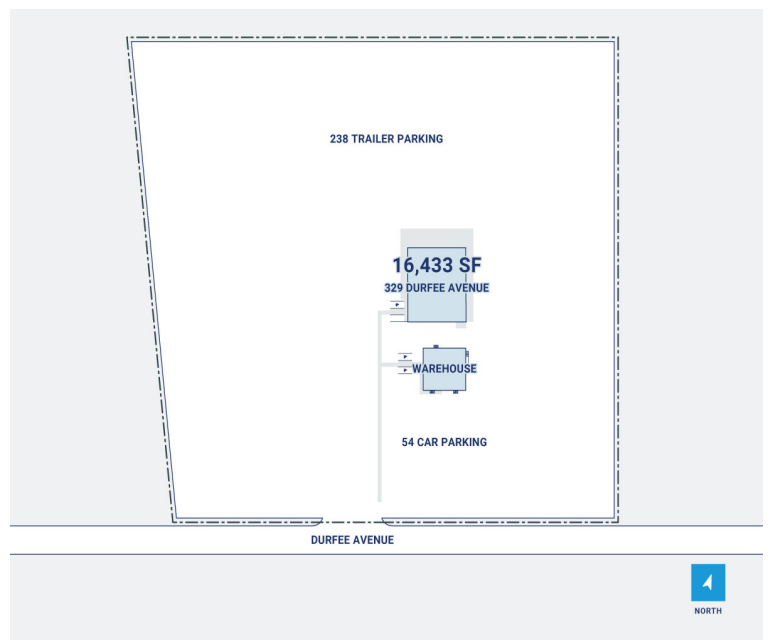 238 TRAILER PARKING
16,433 SF
329 DURFEE AVENUE
P
P
P
WAREHOUSE
54 CAR PARKING
DURFEE AVENUE
NORTH